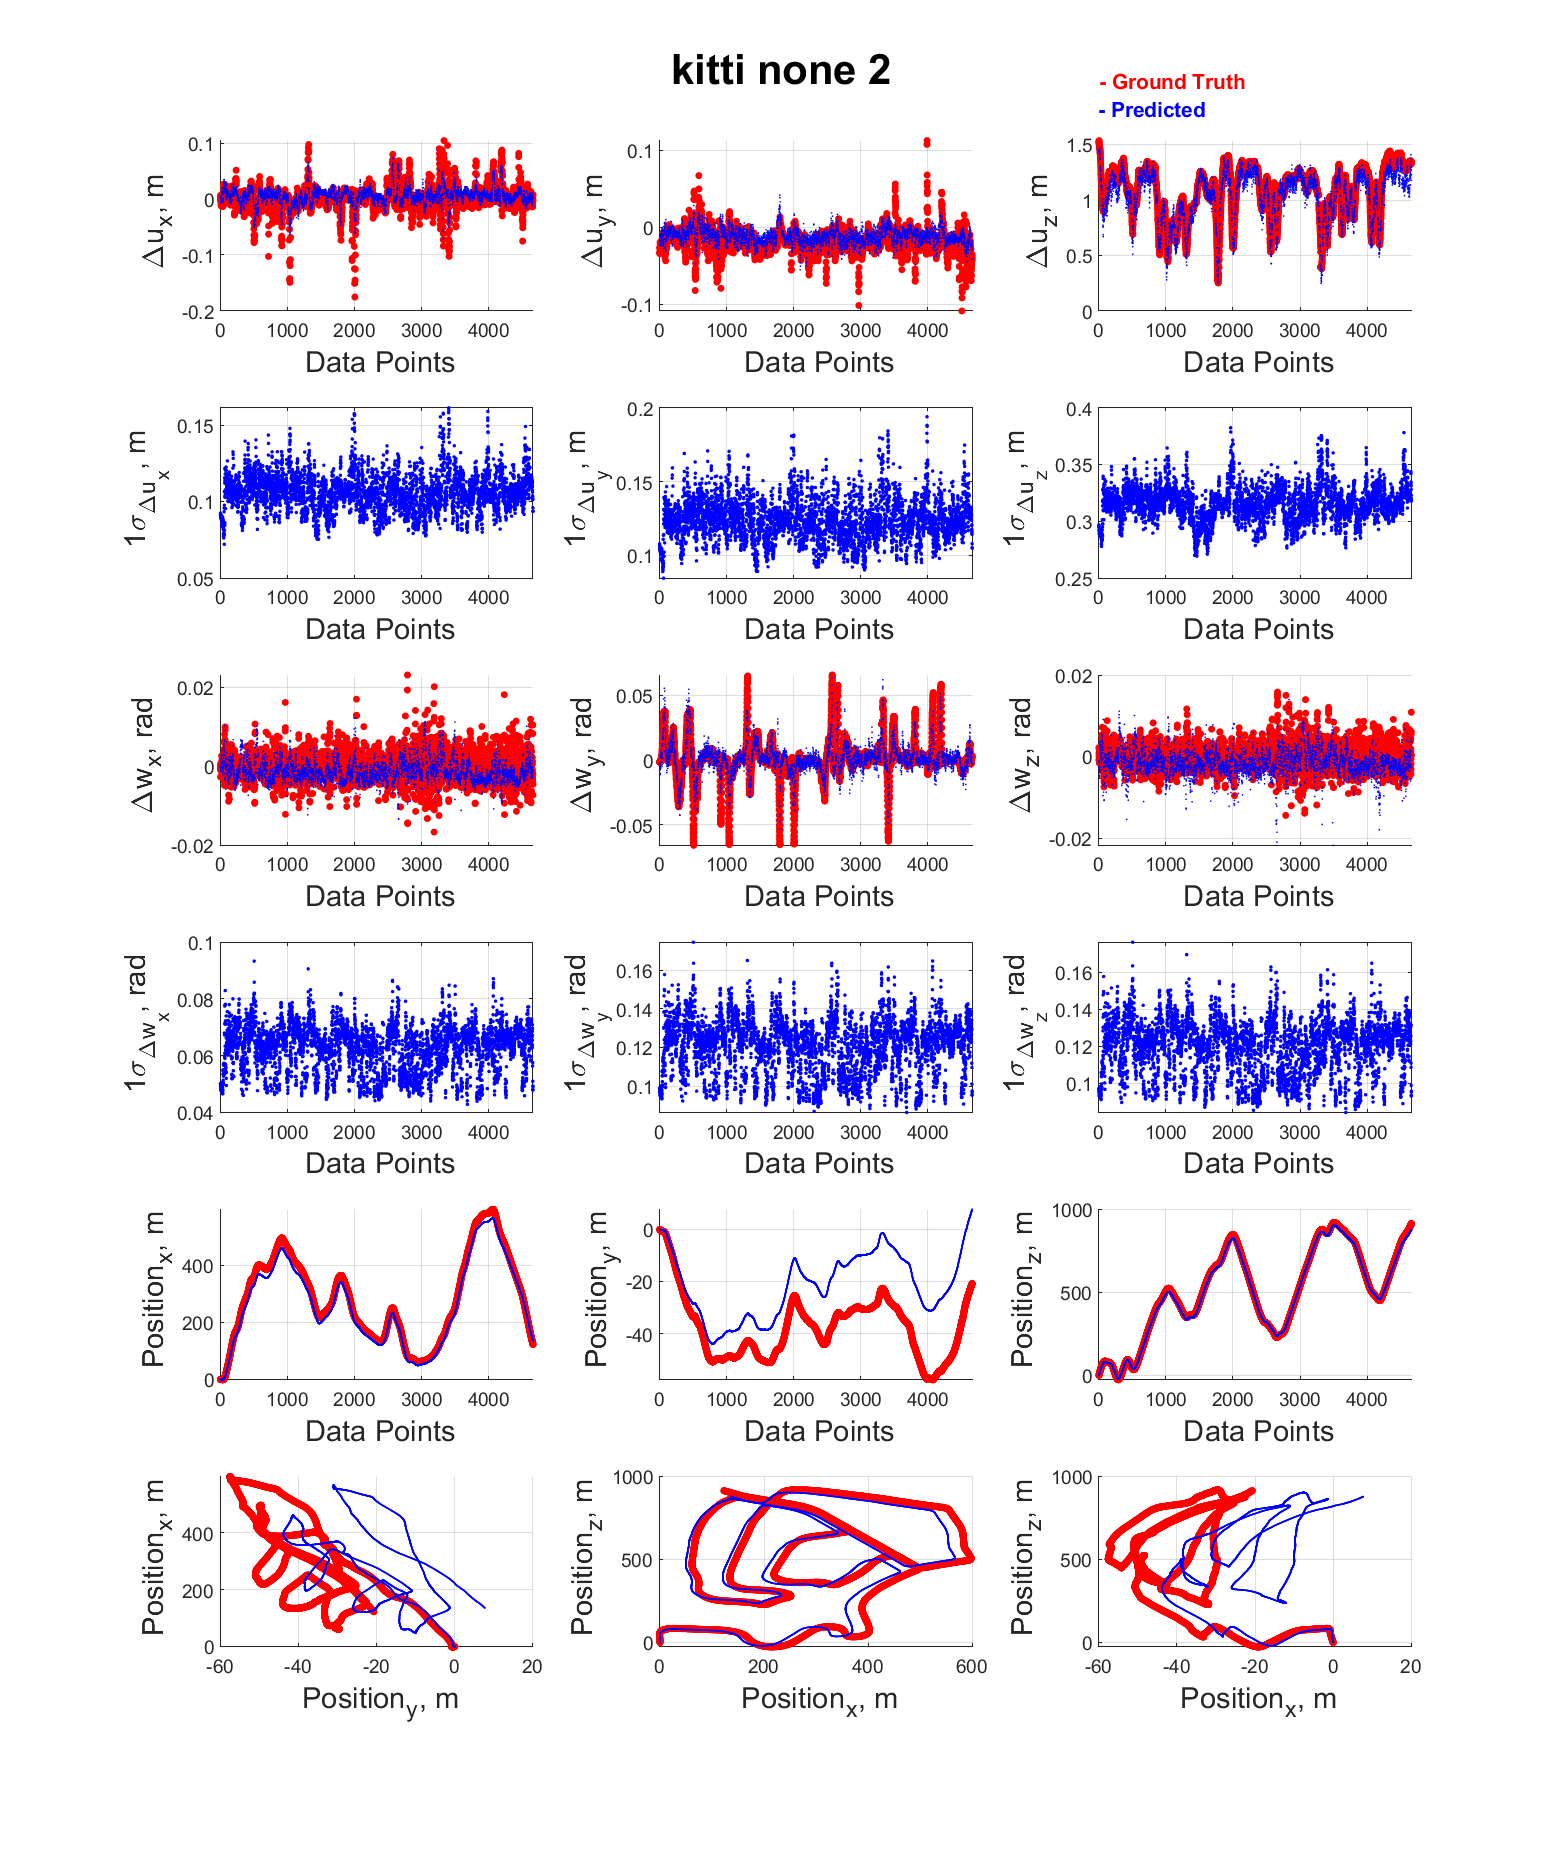 kitti none 2
- Ground Truth
- Predicted
0.1
0
-0.1
-0.2
Δu_x, m
0 1000 2000 3000 4000
Data Points
0.1
0
-0.1
Δu_y, m
0 1000 2000 3000 4000
Data Points
1.5
1
0.5
0
Δu_z, m
0 1000 2000 3000 4000
Data Points
0.15
0.1
0.05
1σ_Δu_x, m
0 1000 2000 3000 4000
Data Points
0.2
0.15
0.1
1σ_Δu_y, m
0 1000 2000 3000 4000
Data Points
0.4
0.35
0.3
0.25
1σ_Δu_z, m
0 1000 2000 3000 4000
Data Points
0.02
0
-0.02
Δw_x, rad
0 1000 2000 3000 4000
Data Points
0.05
0
-0.05
Δw_y, rad
0 1000 2000 3000 4000
Data Points
0.02
0
-0.02
Δw_z, rad
0 1000 2000 3000 4000
Data Points
0.1
0.08
0.06
0.04
1σ_Δw_x, rad
0 1000 2000 3000 4000
Data Points
0.16
0.14
0.12
0.1
1σ_Δw_y, rad
0 1000 2000 3000 4000
Data Points
0.16
0.14
0.12
0.1
1σ_Δw_z, rad
0 1000 2000 3000 4000
Data Points
400
200
0
Position_x, m
0 1000 2000 3000 4000
Data Points
0
-20
-40
Position_y, m
0 1000 2000 3000 4000
Data Points
1000
500
0
Position_z, m
0 1000 2000 3000 4000
Data Points
400
200
0
Position_x, m
-60 -40 -20 0 20
Position_y, m
1000
500
0
Position_z, m
0 200 400 600
Position_x, m
1000
500
0
Position_z, m
-60 -40 -20 0 20
Position_x, m